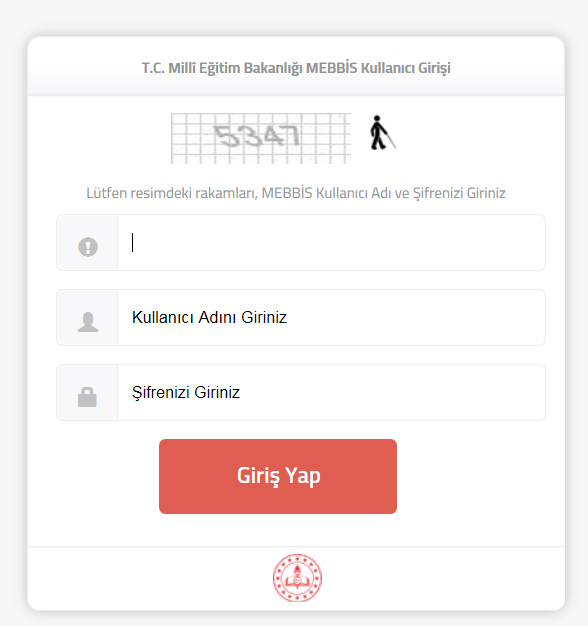 T.C. Millî Eğitim Bakanlığı MEBBİS Kullanıcı Girişi
5347
Lütfen resimdeki rakamları, MEBBİS Kullanıcı Adı ve Şifrenizi Giriniz
Kullanıcı Adını Giriniz
Şifrenizi Giriniz
Giriş Yap